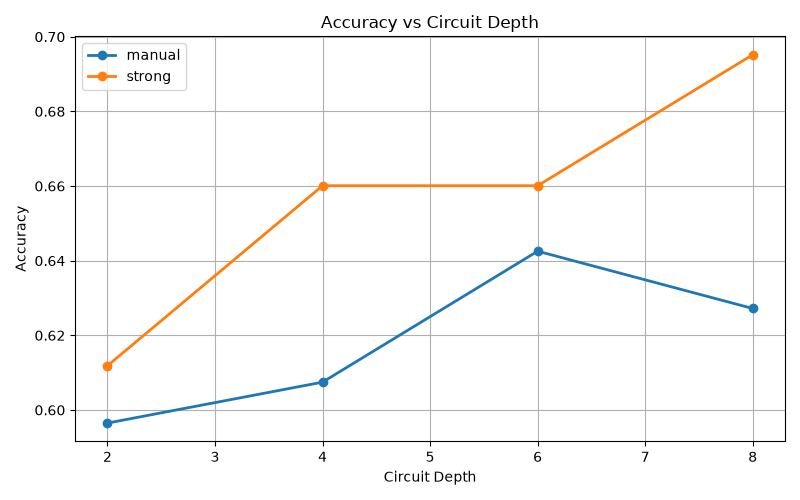 Accuracy vs Circuit Depth
manual
strong
Accuracy
0.70
0.68
0.66
0.64
0.62
0.60
2 3 4 5 6 7 8
Circuit Depth